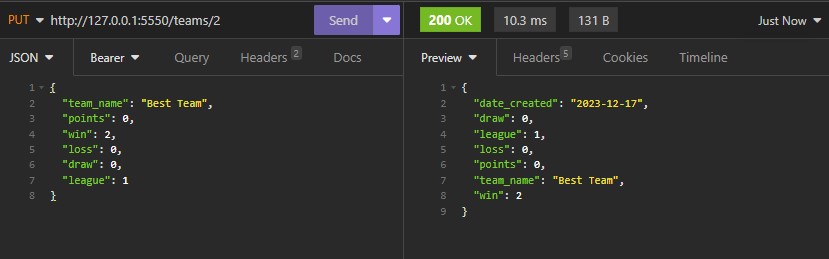 PUT http://127.0.0.1:5550/teams/2 Send
200 OK 10.3 ms 131 B Just Now
JSON Bearer Query Headers 2 Docs
Preview Headers 5 Cookies Timeline
1 {
2 "team_name": "Best Team",
3 "points": 0,
4 "win": 2,
5 "loss": 0,
6 "draw": 0,
7 "league": 1
8 }
1 {
2 "date_created": "2023-12-17",
3 "draw": 0,
4 "league": 1,
5 "loss": 0,
6 "points": 0,
7 "team_name": "Best Team",
8 "win": 2
9 }